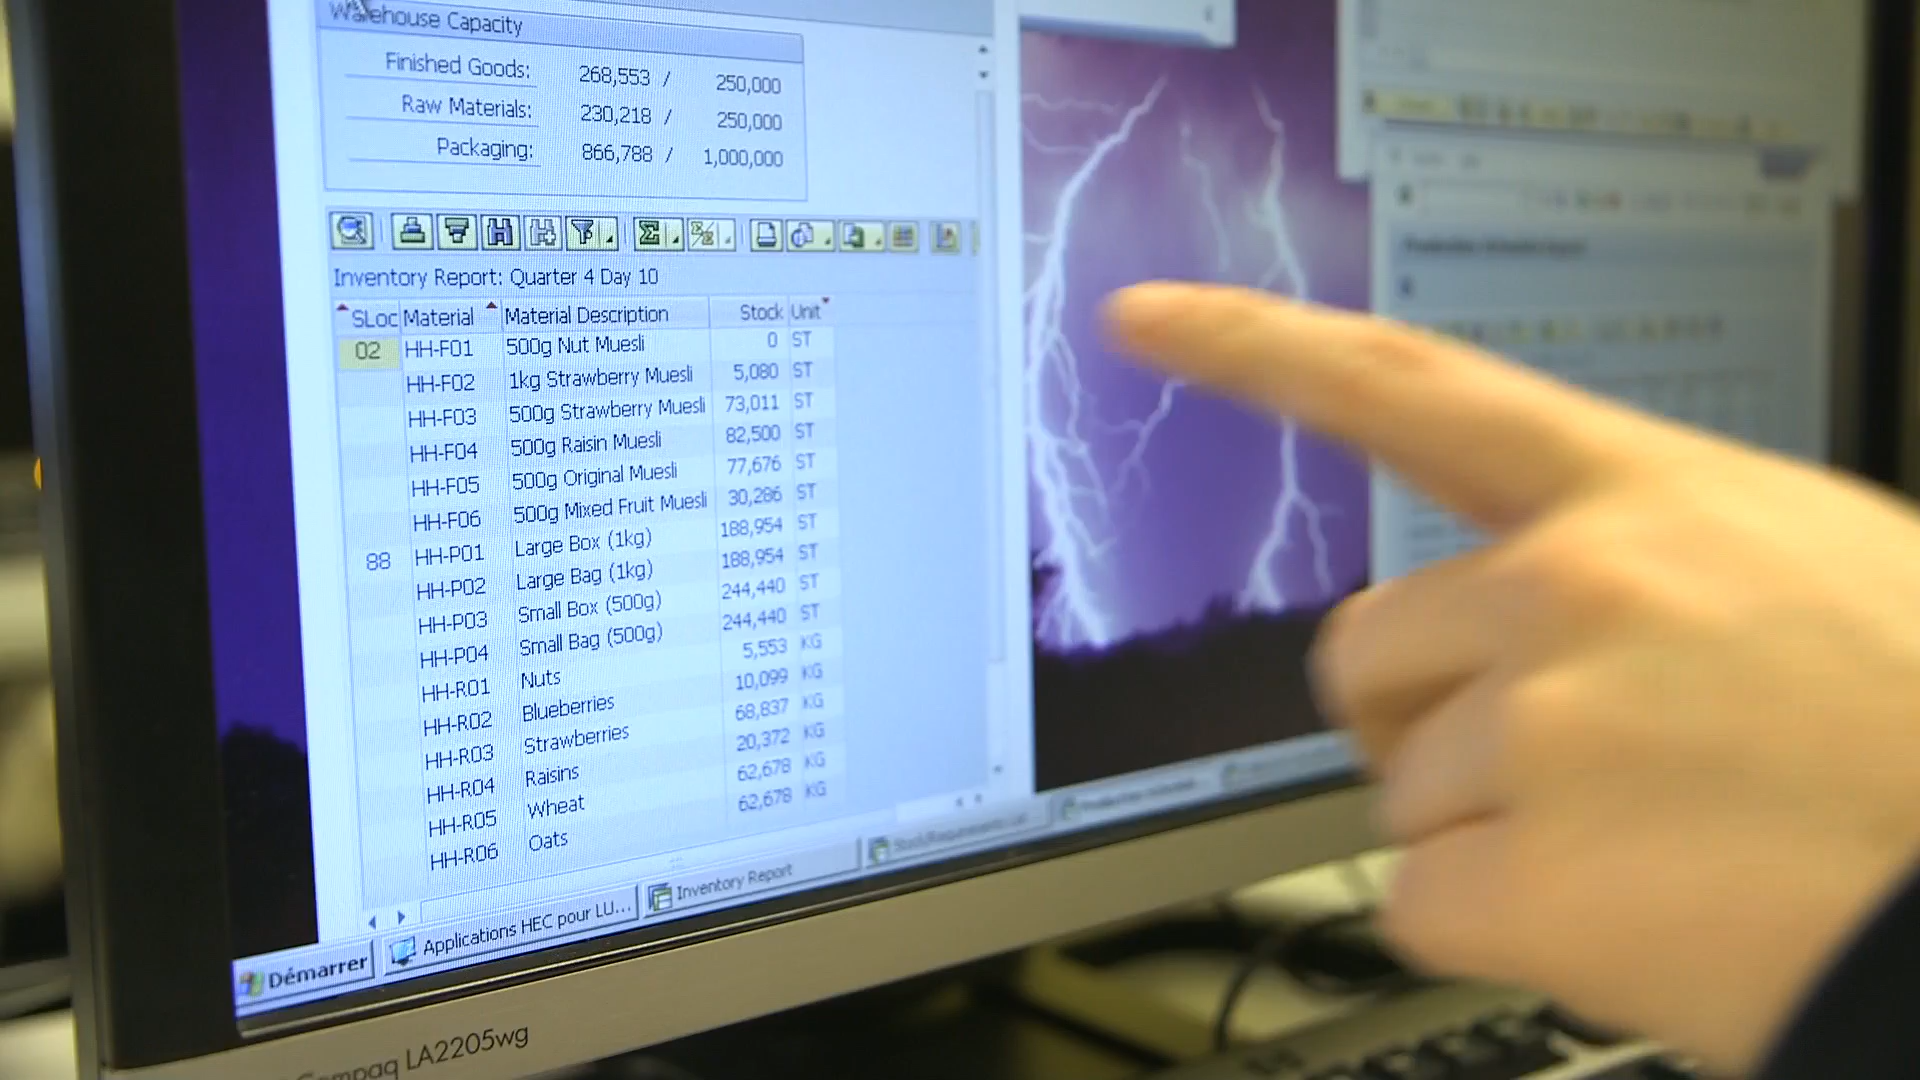 Warehouse Capacity
Finished Goods: 268,553 / 250,000
Raw Materials: 230,218 / 250,000
Packaging: 866,788 / 1,000,000
Inventory Report: Quarter 4 Day 10
SLoc Material Material Description Stock Unit
02 HH-F01 500g Nut Muesli 0 ST
HH-F02 1kg Strawberry Muesli 5,080 ST
HH-F03 500g Strawberry Muesli 73,011 ST
HH-F04 500g Raisin Muesli 82,500 ST
HH-F05 500g Original Muesli 77,676 ST
HH-F06 500g Mixed Fruit Muesli 30,286 ST
88 HH-P01 Large Box (1kg) 188,954 ST
HH-P02 Large Bag (1kg) 188,954 ST
HH-P03 Small Box (500g) 244,440 ST
HH-P04 Small Bag (500g) 244,440 ST
HH-R01 Nuts 5,553 KG
HH-R02 Blueberries 10,099 KG
HH-R03 Strawberries 68,837 KG
HH-R04 Raisins 20,372 KG
HH-R05 Wheat 62,678 KG
HH-R06 Oats 62,678 KG
Démarrer Applications HEC pour LU... Inventory Report
Compaq LA2205wg